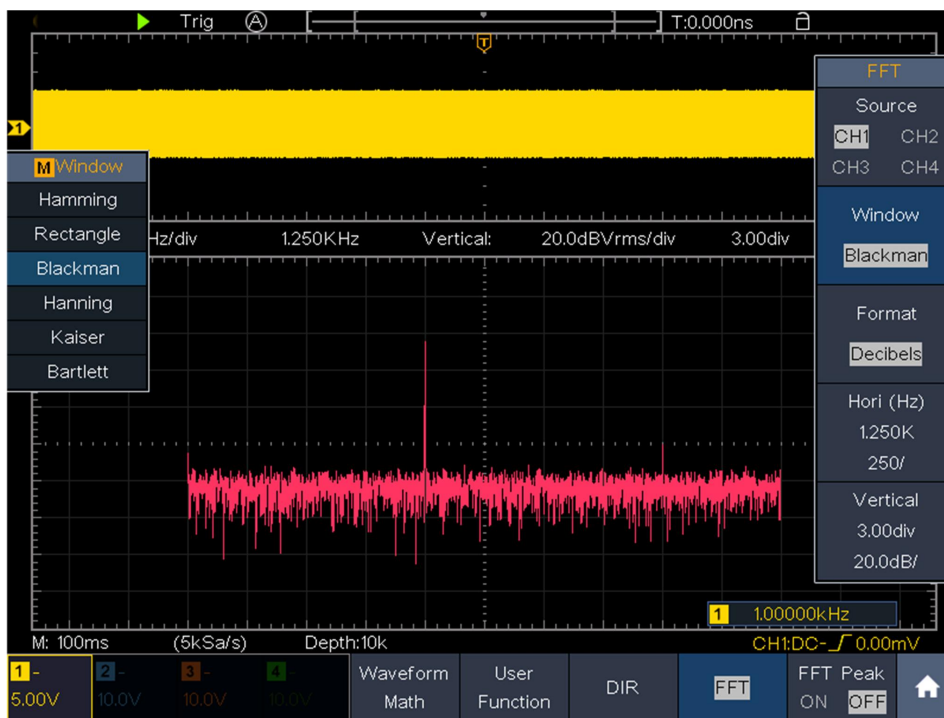 Trig A T:0.000ns
T
1
M Window
Hamming
Rectangle
Blackman
Hanning
Kaiser
Bartlett
Hz/div 1.250KHz Vertical: 20.0dBVrms/div 3.00div
FFT
Source
CH1 CH2
CH3 CH4
Window
Blackman
Format
Decibels
Hori (Hz)
1.250K
250/
Vertical
3.00div
20.0dB/
1 1.00000kHz
M: 100ms (5kSa/s) Depth:10k CH1:DC- 0.00mV
1 -
5.00V
2 -
10.0V
3 -
10.0V
4 -
10.0V
Waveform
Math
User
Function
DIR
FFT
FFT Peak
ON OFF